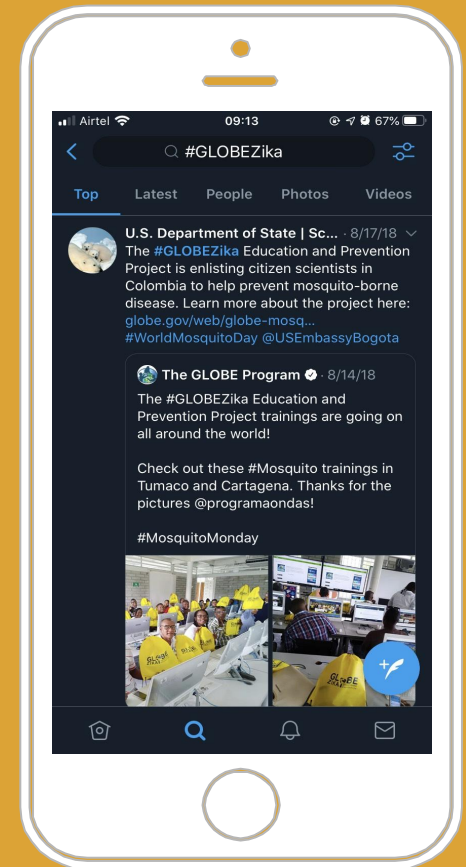 Airtel 09:13 67%
#GLOBEZika
Top Latest People Photos Videos
U.S. Department of State | Sc... · 8/17/18
The #GLOBEZika Education and Prevention
Project is enlisting citizen scientists in
Colombia to help prevent mosquito-borne
disease. Learn more about the project here:
globe.gov/web/globe-mosq...
#WorldMosquitoDay @USEmbassyBogota
The GLOBE Program · 8/14/18
The #GLOBEZika Education and
Prevention Project trainings are going on
all around the world!
Check out these #Mosquito trainings in
Tumaco and Cartagena. Thanks for the
pictures @programaondas!
#MosquitoMonday
GLOBE